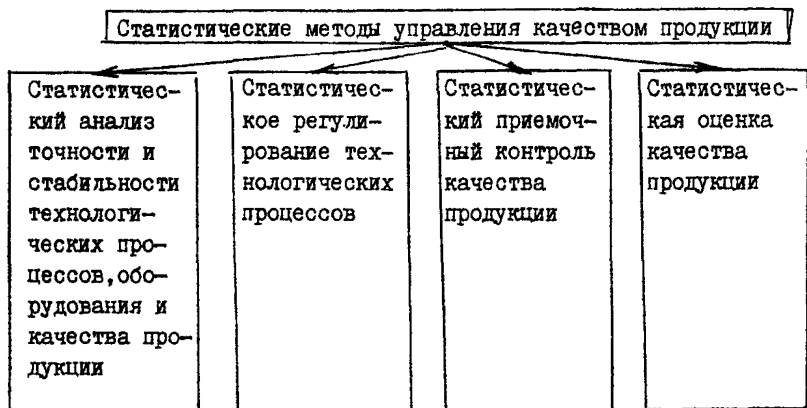 Статистические методы управления качеством продукции
Статистичес-
кий анализ
точности и
стабильности
технологи-
ческих про-
цессов,обо-
рудования и
качества про-
дукции
Статистичес-
кое регули-
рование тех-
нологических
процессов
Статистичес-
кий приемоч-
ный контроль
качества
продукции
Статистичес-
кая оценка
качества
продукции